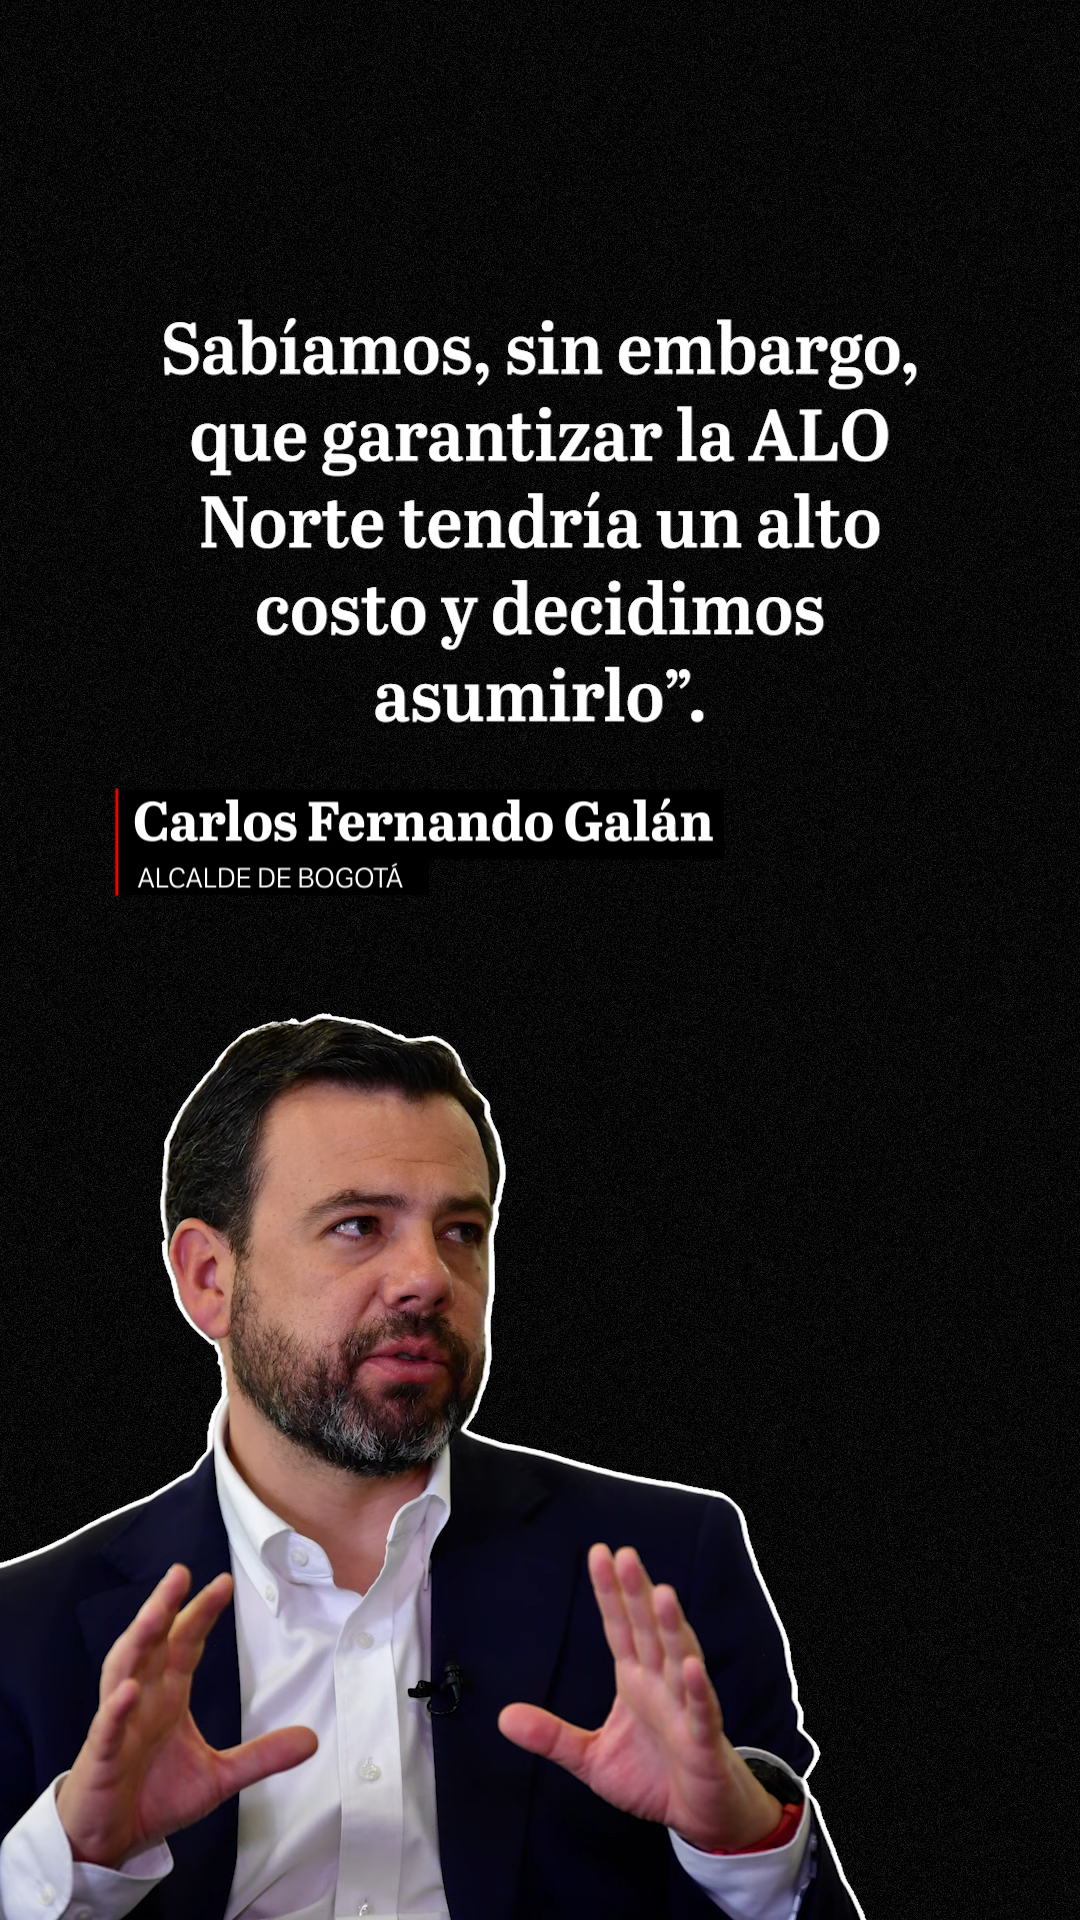 Sabíamos, sin embargo,
que garantizar la ALO
Norte tendría un alto
costo y decidimos
asumirlo”.
Carlos Fernando Galán
ALCALDE DE BOGOTÁ